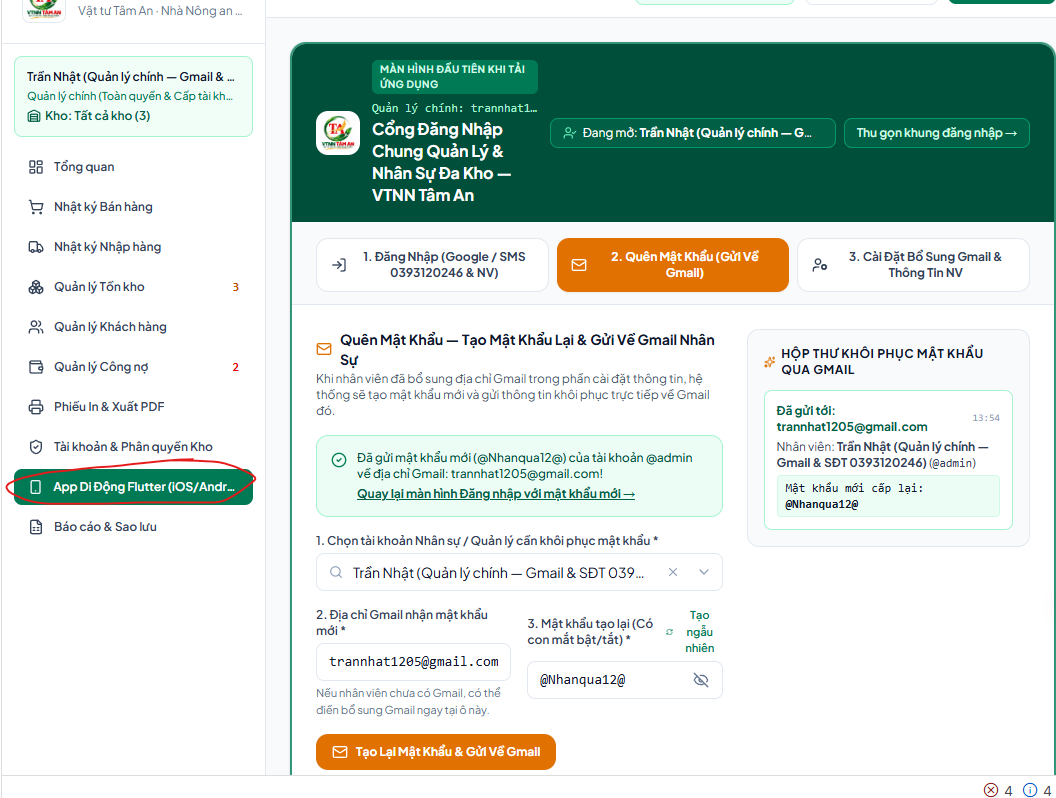 Vật tư Tâm An · Nhà Nông an ...
Trần Nhật (Quản lý chính — Gmail & ...
Quản lý chính (Toàn quyền & Cấp tài kh...
Kho: Tất cả kho (3)
Tổng quan
Nhật ký Bán hàng
Nhật ký Nhập hàng
Quản lý Tồn kho 3
Quản lý Khách hàng
Quản lý Công nợ 2
Phiếu In & Xuất PDF
Tài khoản & Phân quyền Kho
App Di Động Flutter (iOS/Andr...
Báo cáo & Sao lưu
MÀN HÌNH ĐẦU TIÊN KHI TẢI
ỨNG DỤNG
Quản lý chính: trannhat1…
Cổng Đăng Nhập
Chung Quản Lý &
Nhân Sự Đa Kho —
VTNN Tâm An
TA
VTNN TÂM AN
Đang mở: Trần Nhật (Quản lý chính — G...
Thu gọn khung đăng nhập →
1. Đăng Nhập (Google / SMS
0393120246 & NV)
2. Quên Mật Khẩu (Gửi Về
Gmail)
3. Cài Đặt Bổ Sung Gmail &
Thông Tin NV
Quên Mật Khẩu — Tạo Mật Khẩu Lại & Gửi Về Gmail Nhân
Sự
Khi nhân viên đã bổ sung địa chỉ Gmail trong phần cài đặt thông tin, hệ
thống sẽ tạo mật khẩu mới và gửi thông tin khôi phục trực tiếp về Gmail
đó.
Đã gửi mật khẩu mới (@Nhanqua12@) của tài khoản @admin
về địa chỉ Gmail: trannhat1205@gmail.com!
Quay lại màn hình Đăng nhập với mật khẩu mới →
1. Chọn tài khoản Nhân sự / Quản lý cần khôi phục mật khẩu *
Trần Nhật (Quản lý chính — Gmail & SĐT 039...
2. Địa chỉ Gmail nhận mật khẩu
mới *
trannhat1205@gmail.com
Nếu nhân viên chưa có Gmail, có thể
điền bổ sung Gmail ngay tại ô này.
3. Mật khẩu tạo lại (Có
con mắt bật/tắt) *
Tạo
ngẫu
nhiên
@Nhanqua12@
Tạo Lại Mật Khẩu & Gửi Về Gmail
HỘP THƯ KHÔI PHỤC MẬT KHẨU
QUA GMAIL
Đã gửi tới:
trannhat1205@gmail.com 13:54
Nhân viên: Trần Nhật (Quản lý chính —
Gmail & SĐT 0393120246) (@admin)
Mật khẩu mới cấp lại:
@Nhanqua12@
4 4